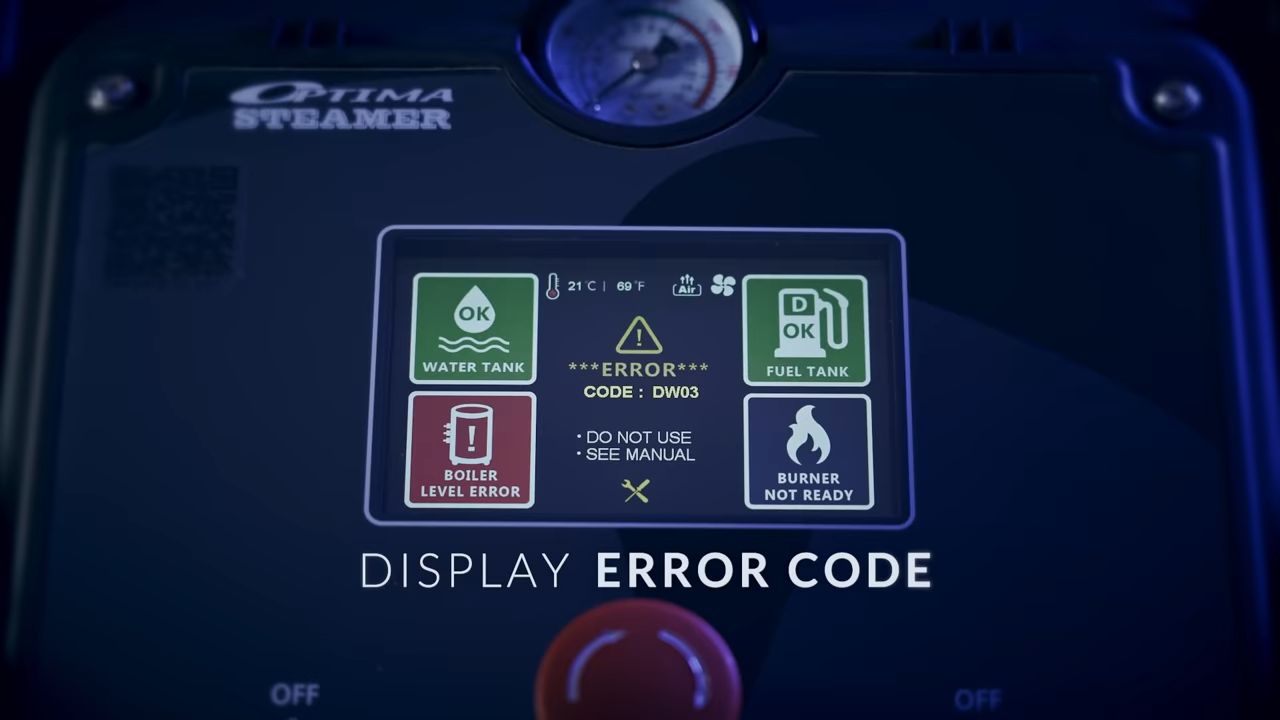 OPTIMA
STEAMER
OK
WATER TANK
21°C | 69°F
Air
***ERROR***
CODE : DW03
• DO NOT USE
• SEE MANUAL
D
OK
FUEL TANK
!
BOILER
LEVEL ERROR
BURNER
NOT READY
DISPLAY ERROR CODE
OFF
OFF